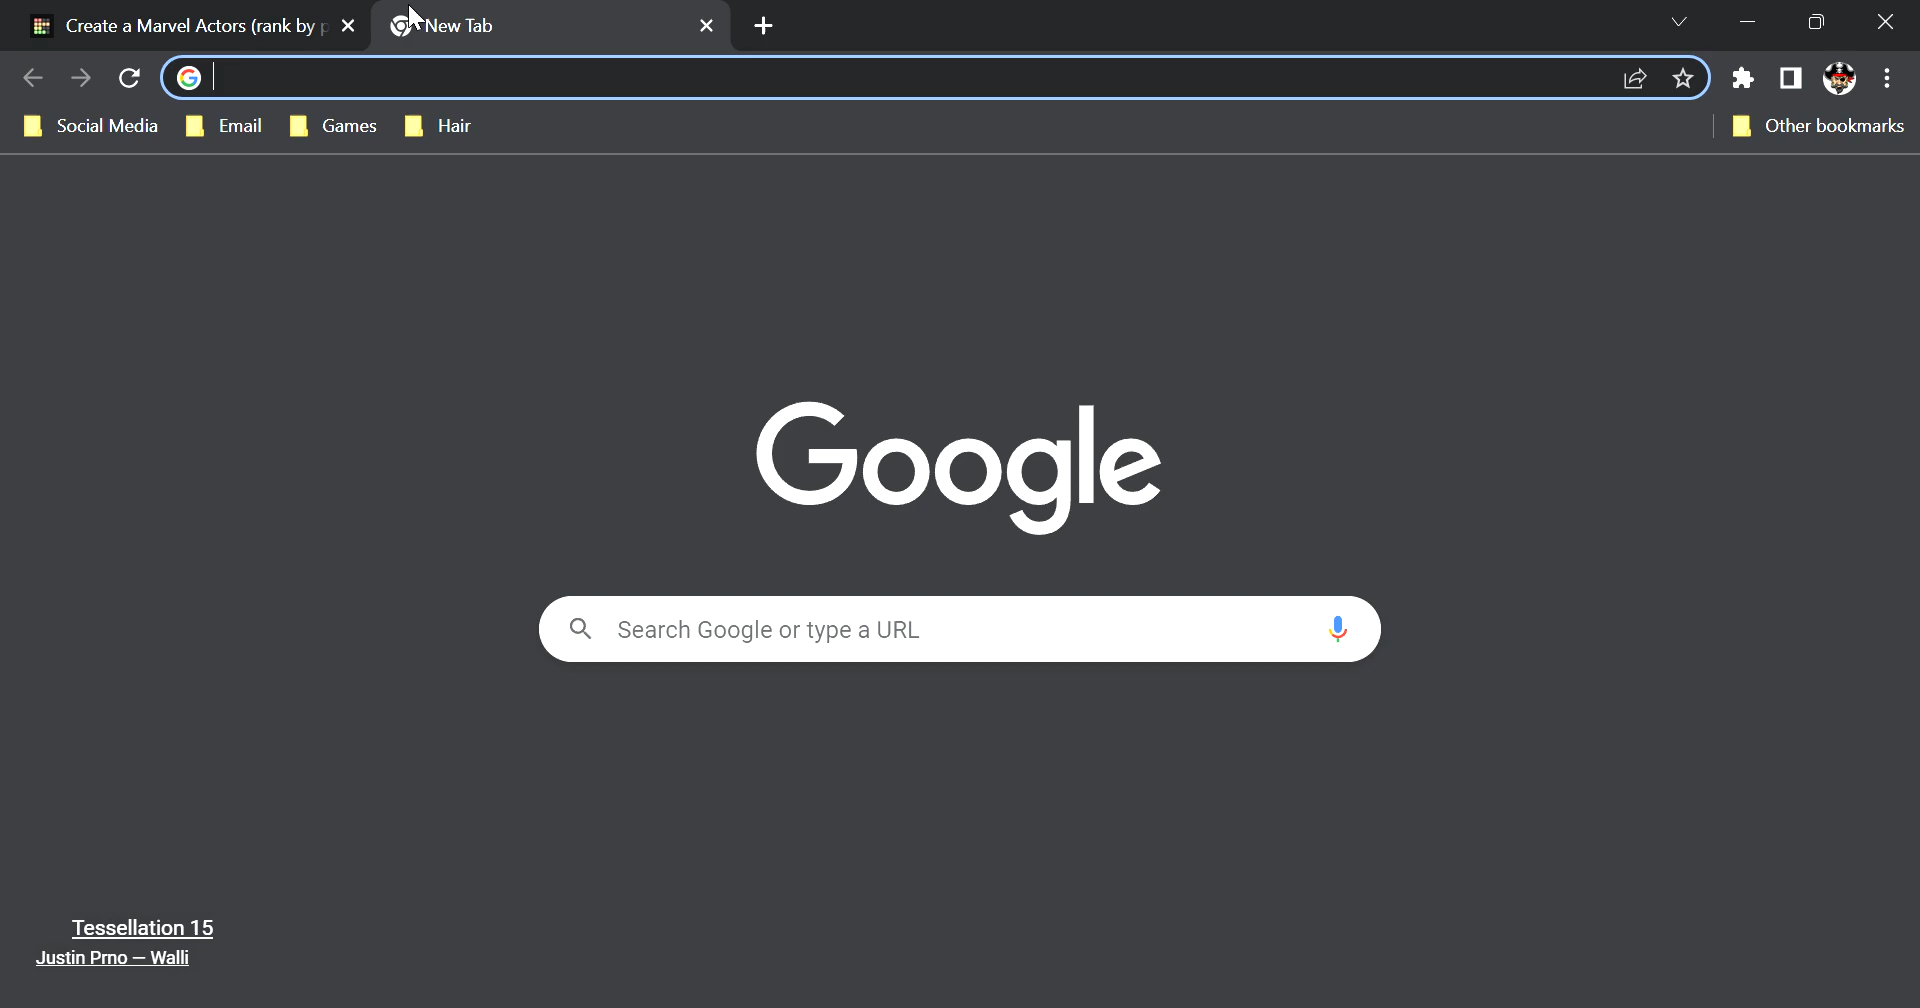 Create a Marvel Actors (rank by p
New Tab
Social Media
Email
Games
Hair
Other bookmarks
Google
Search Google or type a URL
Tessellation 15
Justin Prno — Walli